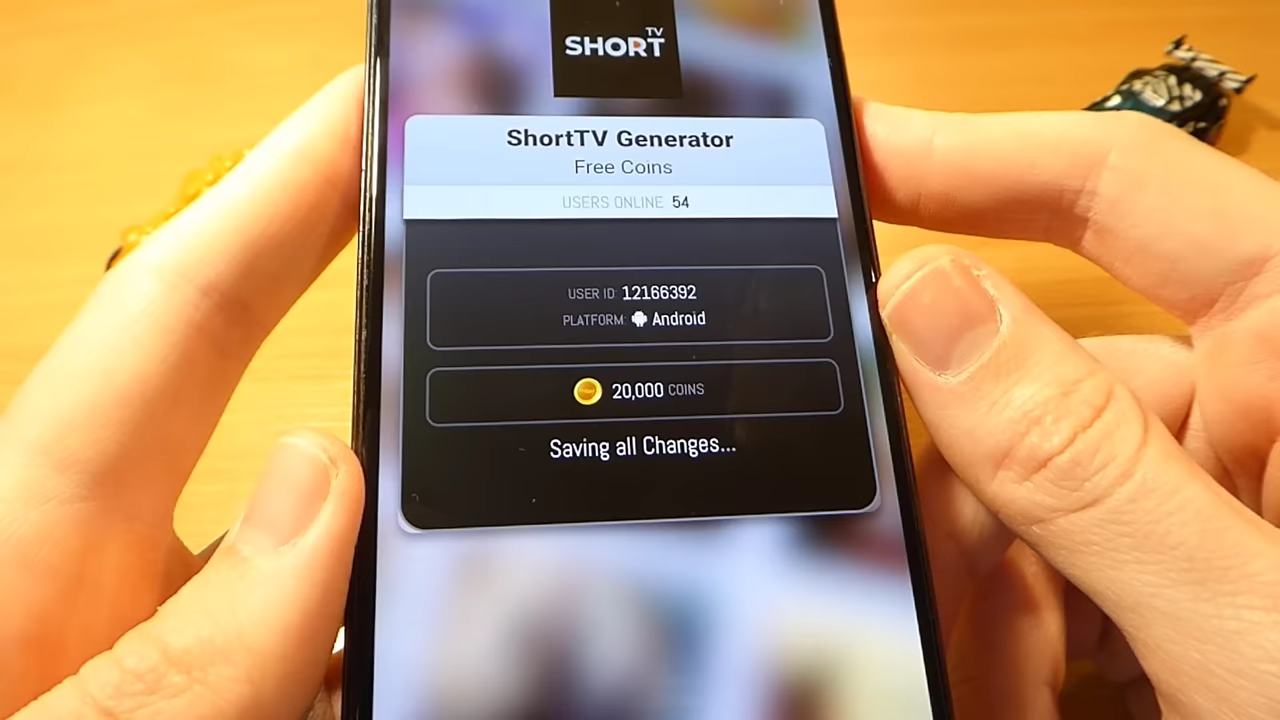 SHORT TV
ShortTV Generator
Free Coins
USERS ONLINE 54
USER ID: 12166392
PLATFORM: Android
20,000 COINS
Saving all Changes...